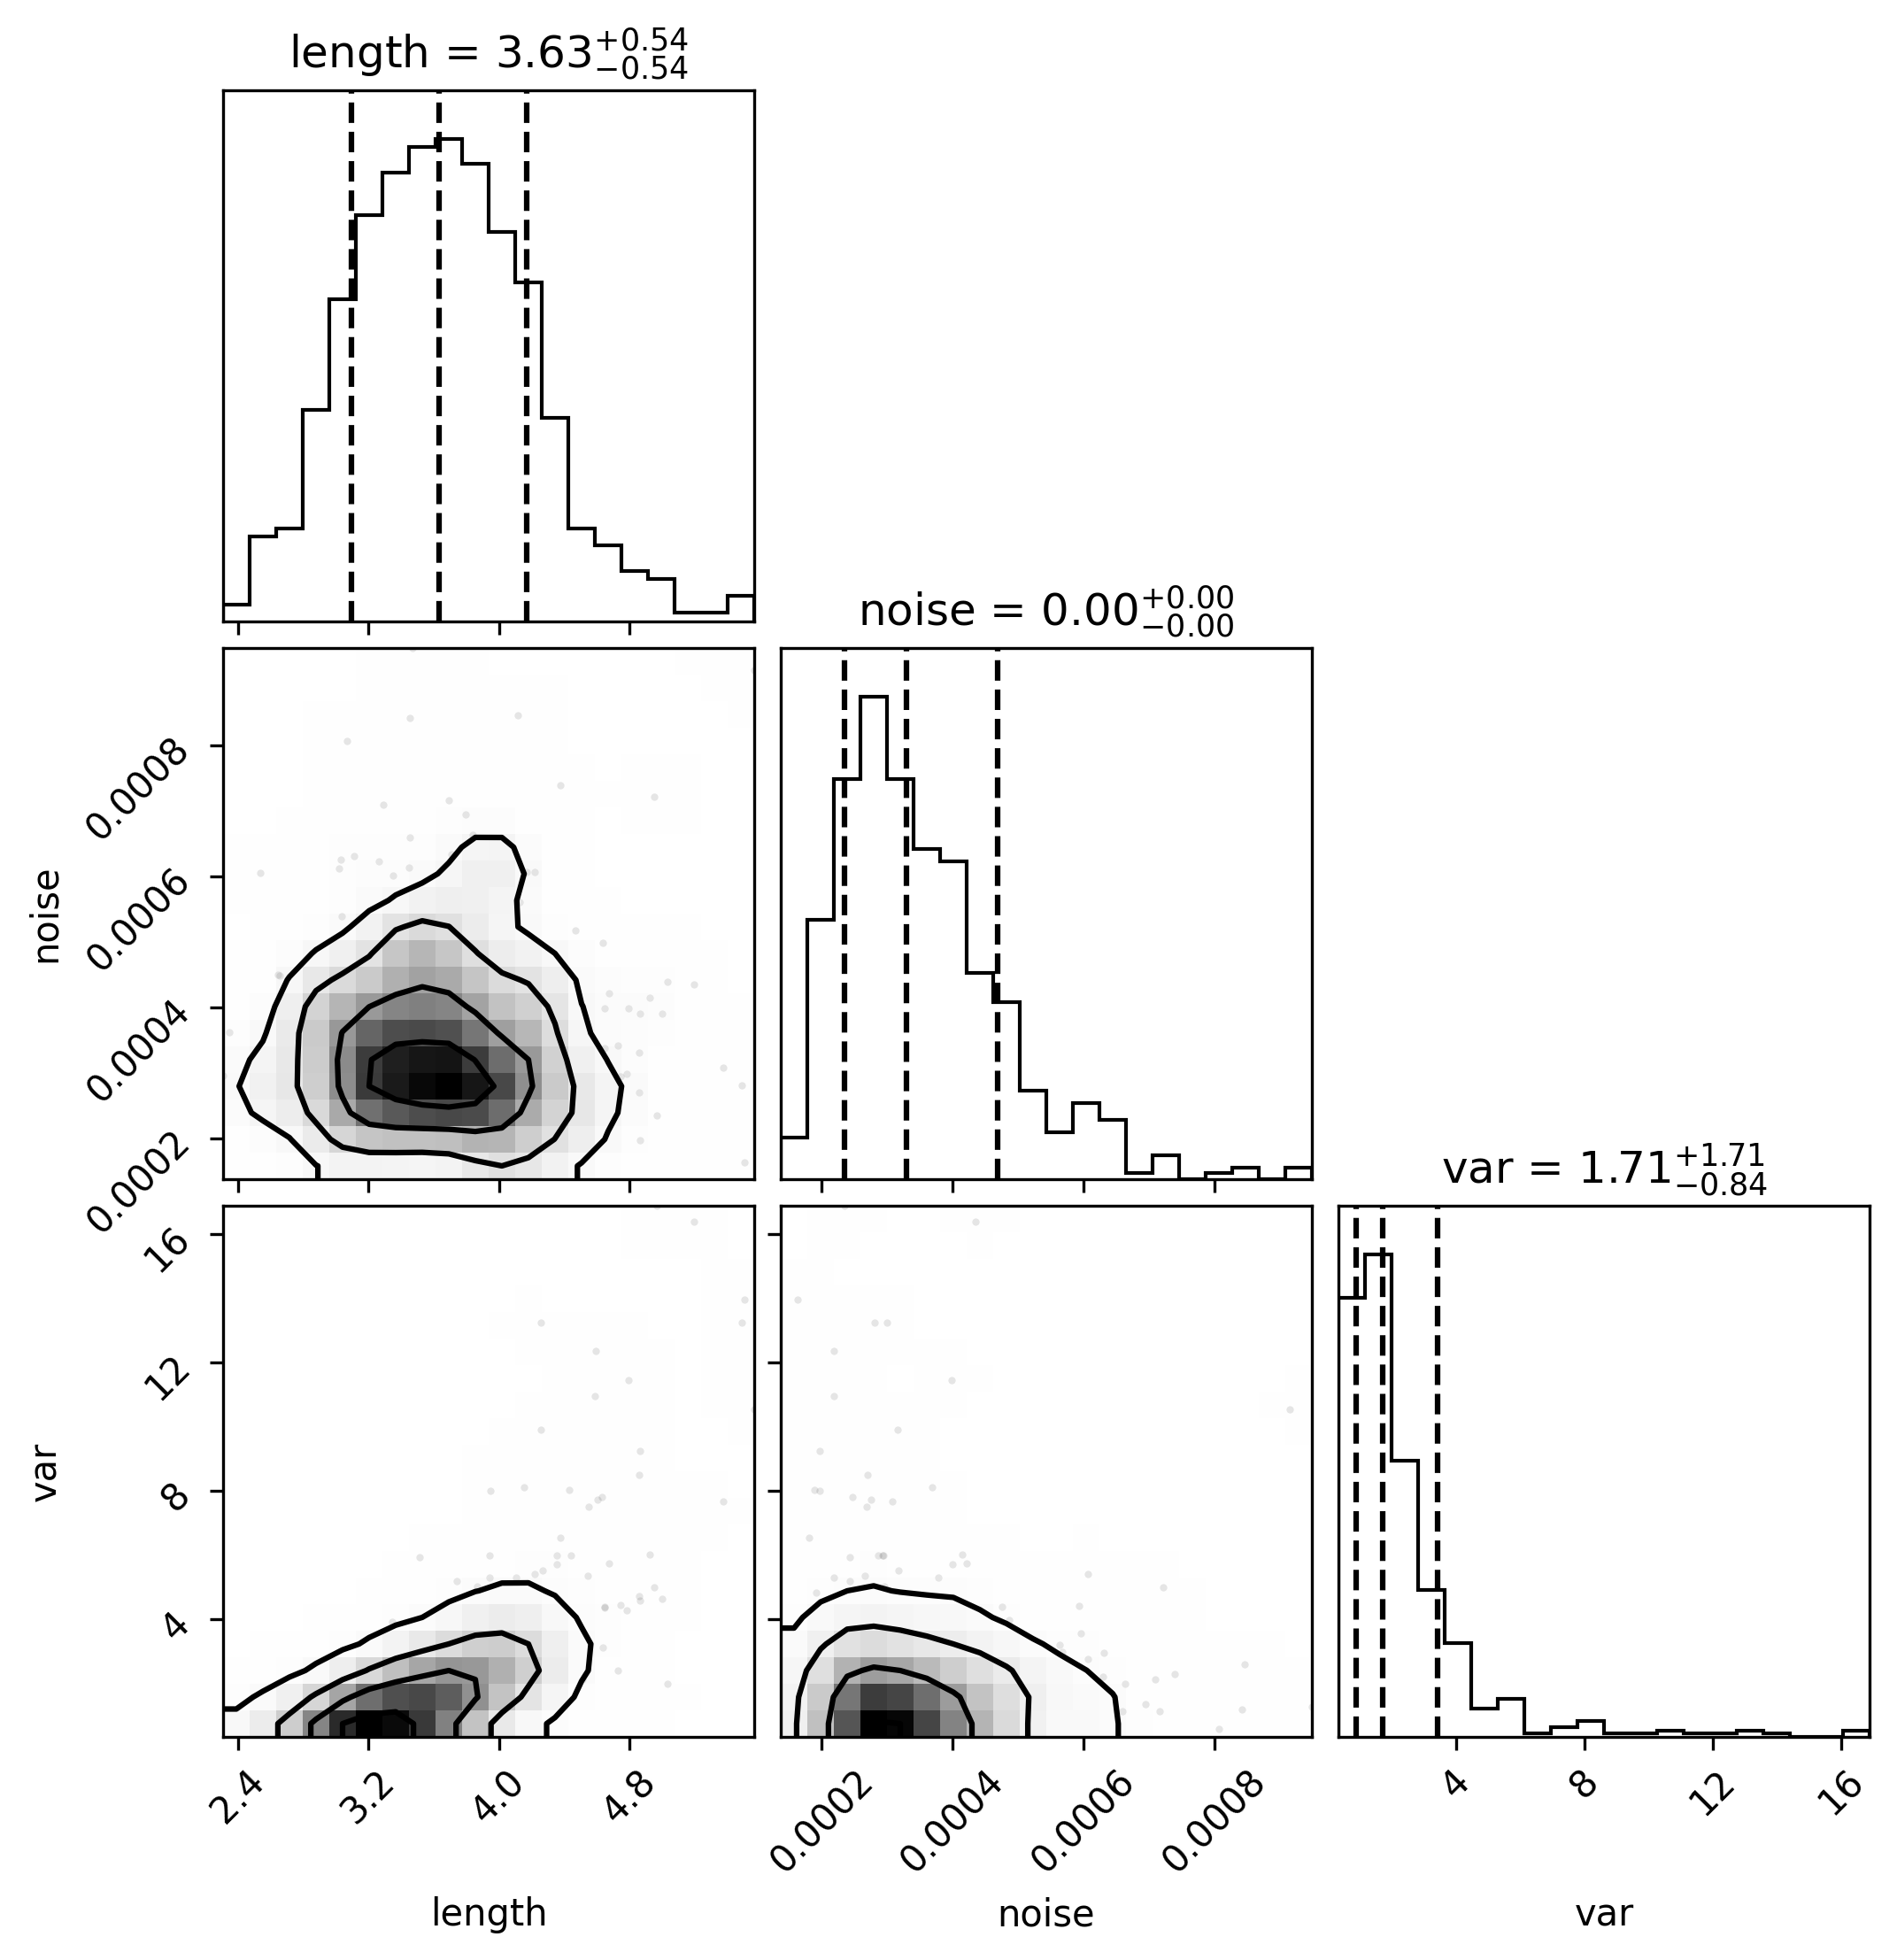 length = 3.63+0.54−0.54
noise = 0.00+0.00−0.00
0.0008
0.0006
0.0004
0.0002
noise
var = 1.71+1.71−0.84
16
12
8
4
var
2.4 3.2 4.0 4.8 0.0002 0.0004 0.0006 0.0008 4 8 12 16
length noise var